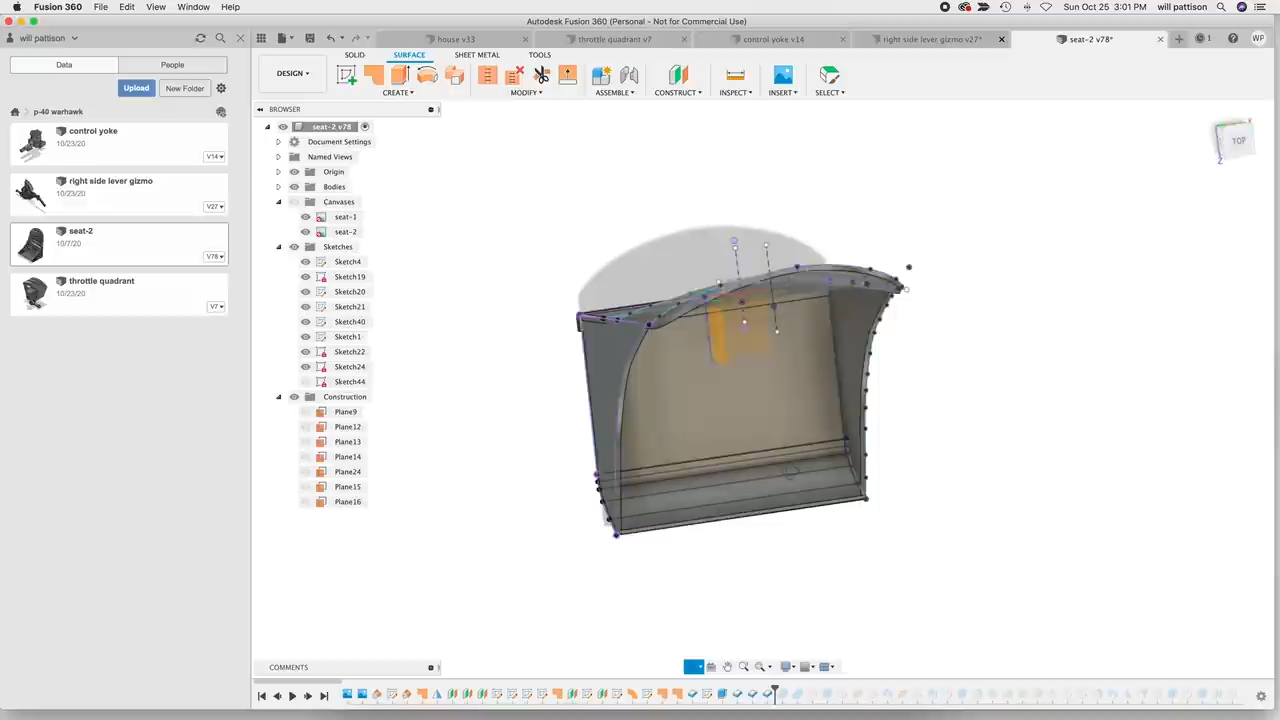 Fusion 360 File Edit View Window Help
Sun Oct 25 3:01 PM will pattison
Autodesk Fusion 360 (Personal - Not for Commercial Use)
will pattison
house v33
throttle quadrant v7
control yoke v14
right side lever gizmo v27*
seat-2 v78*
1
WP
Data People
SOLID SURFACE SHEET METAL TOOLS
DESIGN
Upload New Folder
CREATE MODIFY ASSEMBLE CONSTRUCT INSPECT INSERT SELECT
p-40 warhawk
BROWSER
control yoke
10/23/20
V14
right side lever gizmo
10/23/20
V27
seat-2
10/7/20
V78
throttle quadrant
10/23/20
V7
seat-2 v78
Document Settings
Named Views
Origin
Bodies
Canvases
seat-1
seat-2
Sketches
Sketch4
Sketch19
Sketch20
Sketch21
Sketch40
Sketch1
Sketch22
Sketch24
Sketch44
Construction
Plane9
Plane12
Plane13
Plane14
Plane24
Plane15
Plane16
TOP
Z
COMMENTS